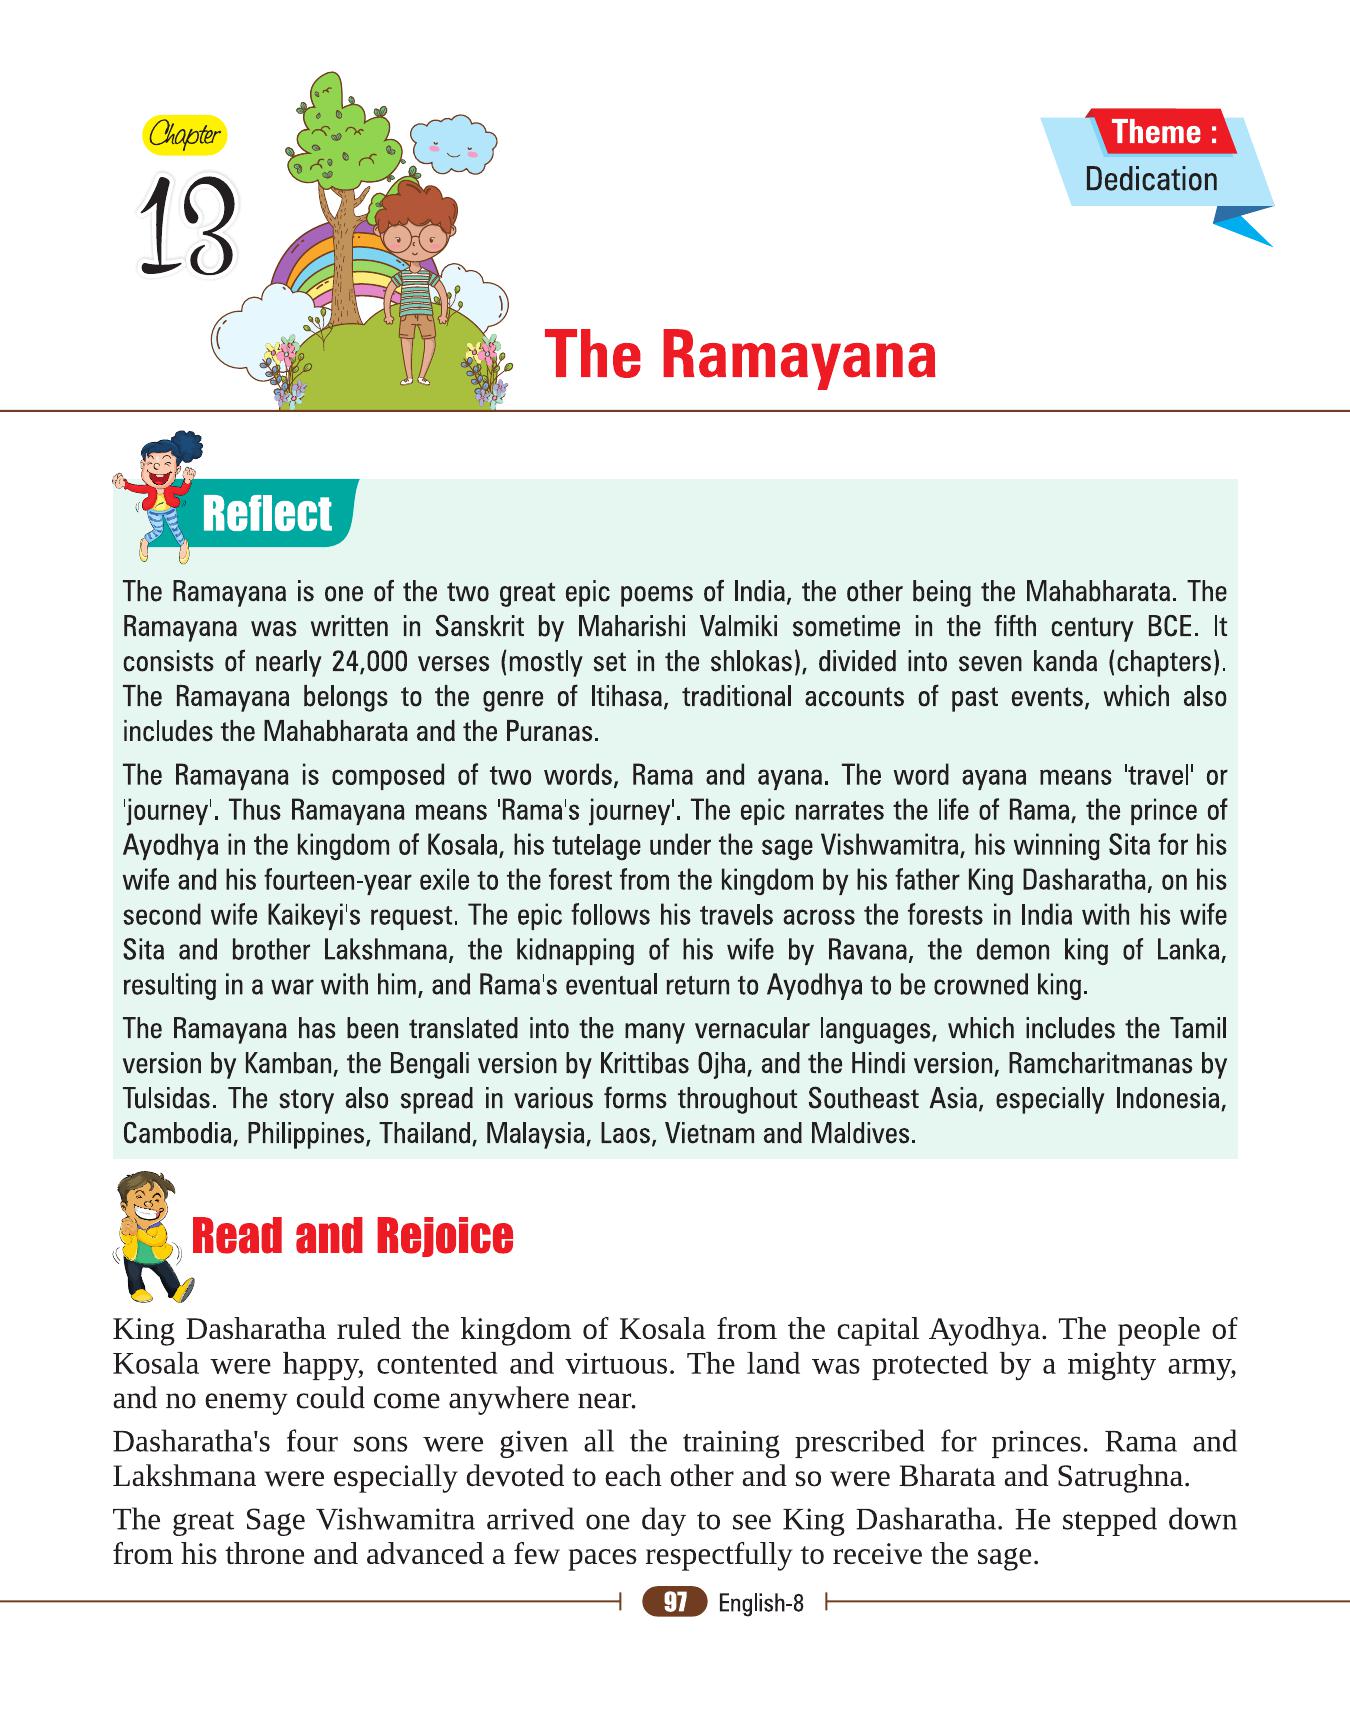 Chapter
13
Theme :
Dedication
The Ramayana
Reflect
The Ramayana is one of the two great epic poems of India, the other being the Mahabharata. The
Ramayana was written in Sanskrit by Maharishi Valmiki sometime in the fifth century BCE. It
consists of nearly 24,000 verses (mostly set in the shlokas), divided into seven kanda (chapters).
The Ramayana belongs to the genre of Itihasa, traditional accounts of past events, which also
includes the Mahabharata and the Puranas.
The Ramayana is composed of two words, Rama and ayana. The word ayana means 'travel' or
'journey'. Thus Ramayana means 'Rama's journey'. The epic narrates the life of Rama, the prince of
Ayodhya in the kingdom of Kosala, his tutelage under the sage Vishwamitra, his winning Sita for his
wife and his fourteen-year exile to the forest from the kingdom by his father King Dasharatha, on his
second wife Kaikeyi's request. The epic follows his travels across the forests in India with his wife
Sita and brother Lakshmana, the kidnapping of his wife by Ravana, the demon king of Lanka,
resulting in a war with him, and Rama's eventual return to Ayodhya to be crowned king.
The Ramayana has been translated into the many vernacular languages, which includes the Tamil
version by Kamban, the Bengali version by Krittibas Ojha, and the Hindi version, Ramcharitmanas by
Tulsidas. The story also spread in various forms throughout Southeast Asia, especially Indonesia,
Cambodia, Philippines, Thailand, Malaysia, Laos, Vietnam and Maldives.
Read and Rejoice
King Dasharatha ruled the kingdom of Kosala from the capital Ayodhya. The people of
Kosala were happy, contented and virtuous. The land was protected by a mighty army,
and no enemy could come anywhere near.
Dasharatha's four sons were given all the training prescribed for princes. Rama and
Lakshmana were especially devoted to each other and so were Bharata and Satrughna.
The great Sage Vishwamitra arrived one day to see King Dasharatha. He stepped down
from his throne and advanced a few paces respectfully to receive the sage.
97 English-8